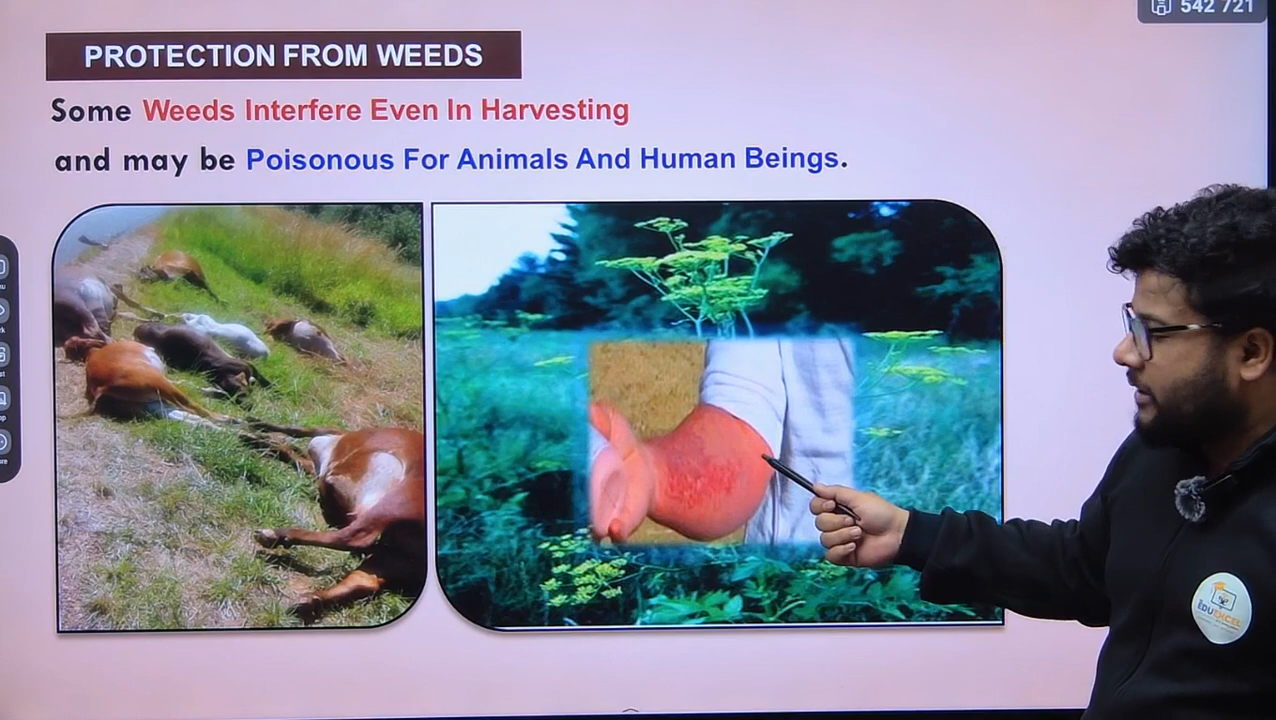 542 721
PROTECTION FROM WEEDS
Some Weeds Interfere Even In Harvesting
and may be Poisonous For Animals And Human Beings.
EDU